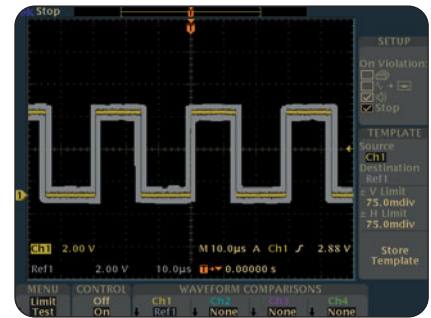 Stop
SETUP
On Violation:
Stop
TEMPLATE
Source
Ch1
Destination
Ref1
± V Limit
75.0mdiv
± H Limit
75.0mdiv
Store
Template
1
Ch1 2.00 V M 10.0µs A Ch1 2.88 V
Ref1 2.00 V 10.0µs 0.00000 s
MENU CONTROL WAVEFORM COMPARISONS
Limit Off Ch1 Ch2 Ch3 Ch4
Test On Ref1 None None None